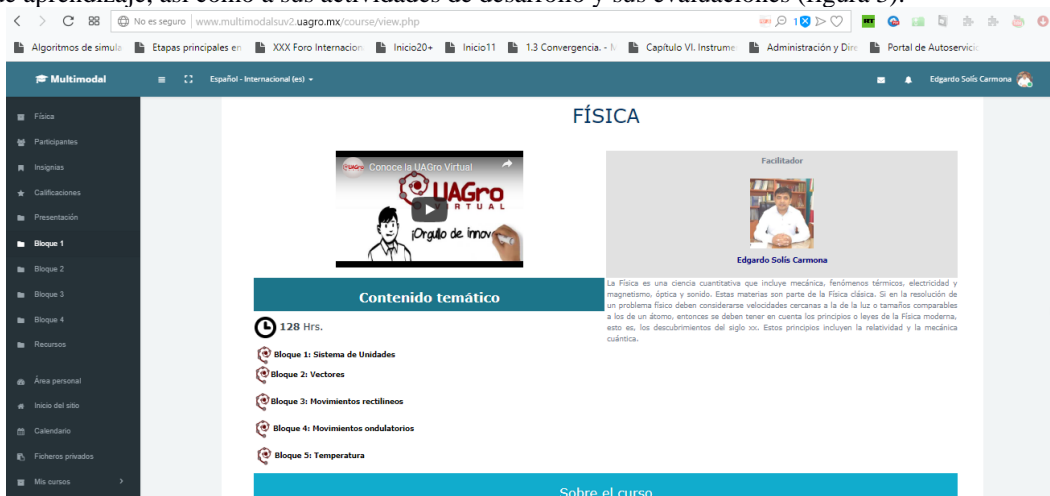 de aprendizaje, así como a sus actividades de desarrollo y sus evaluaciones (figura 3).
No es seguro | www.multimodalsuv2.uagro.mx/course/view.php
Algoritmos de simula Etapas principales en XXX Foro Internacion Inicio20+ Inicio11 1.3 Convergencia. - M Capítulo VI. Instrume Administración y Dire Portal de Autoservici
Multimodal Español - Internacional (es) Edgardo Solís Carmona
Física
Participantes
Insignias
Calificaciones
Presentación
Bloque 1
Bloque 2
Bloque 3
Bloque 4
Recursos
Área personal
Inicio del sitio
Calendario
Ficheros privados
Mis cursos
FÍSICA
Conoce la UAGro Virtual
UAGro
VIRTUAL
¡Orgullo de innov
Contenido temático
128 Hrs.
Bloque 1: Sistema de Unidades
Bloque 2: Vectores
Bloque 3: Movimientos rectilineos
Bloque 4: Movimientos ondulatorios
Bloque 5: Temperatura
Facilitador
Edgardo Solís Carmona
La Física es una ciencia cuantitativa que incluye mecánica, fenómenos térmicos, electricidad y
magnetismo, óptica y sonido. Estas materias son parte de la Física clásica. Si en la resolución de
un problema físico deben considerarse velocidades cercanas a la de la luz o tamaños comparables
a los de un átomo, entonces se deben tener en cuenta los principios o leyes de la Física moderna,
esto es, los descubrimientos del siglo xx. Estos principios incluyen la relatividad y la mecánica
cuántica.
Sobre el curso